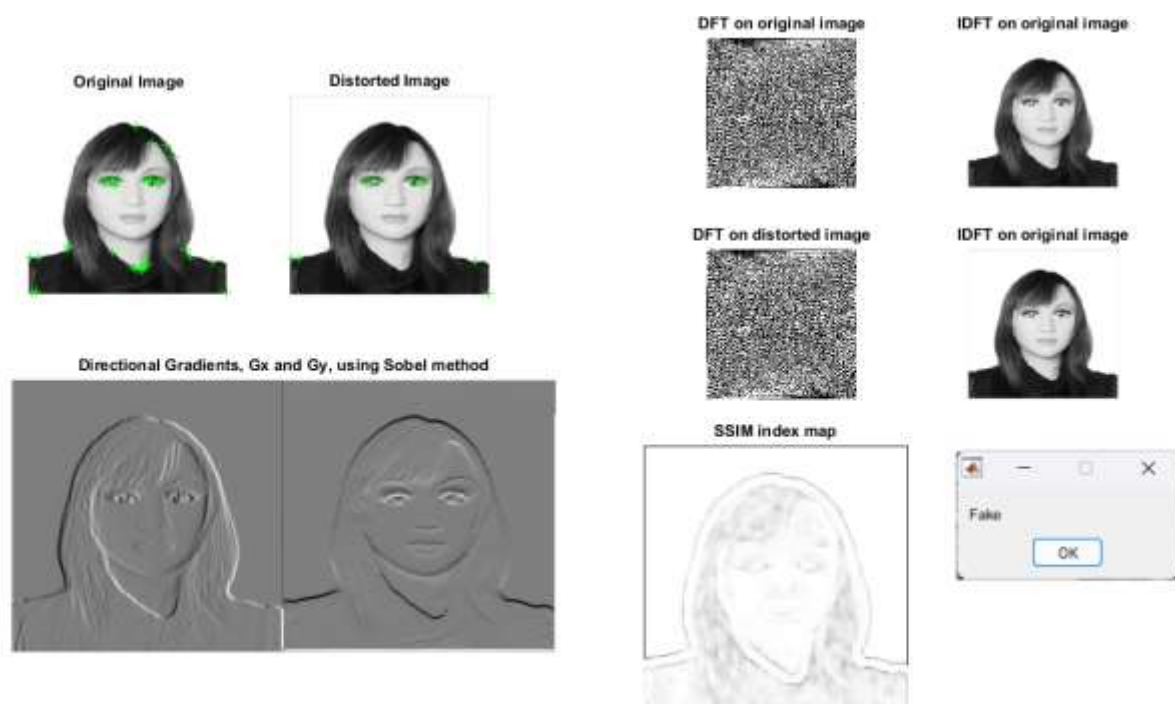 Original Image
Distorted Image
Directional Gradients, Gx and Gy, using Sobel method
DFT on original image
IDFT on original image
DFT on distorted image
IDFT on original image
SSIM index map
Fake
OK